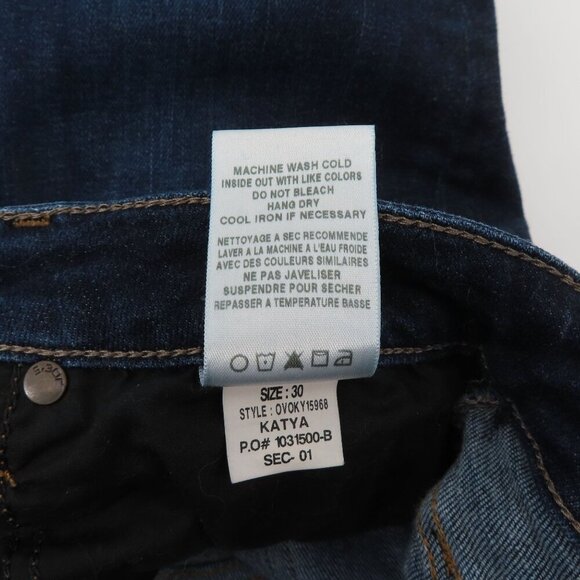 MACHINE WASH COLD
INSIDE OUT WITH LIKE COLORS
DO NOT BLEACH
HANG DRY
COOL IRON IF NECESSARY
NETTOYAGE A SEC RECOMMENDE
LAVER A LA MACHINE A L'EAU FROIDE
AVEC DES COULEURS SIMILAIRES
NE PAS JAVELISER
SUSPENDRE POUR SÉCHER
REPASSER A TEMPERATURE BASSE
SIZE: 30
STYLE : OVOKY15968
KATYA
P.O# 1031500-B
SEC- 01